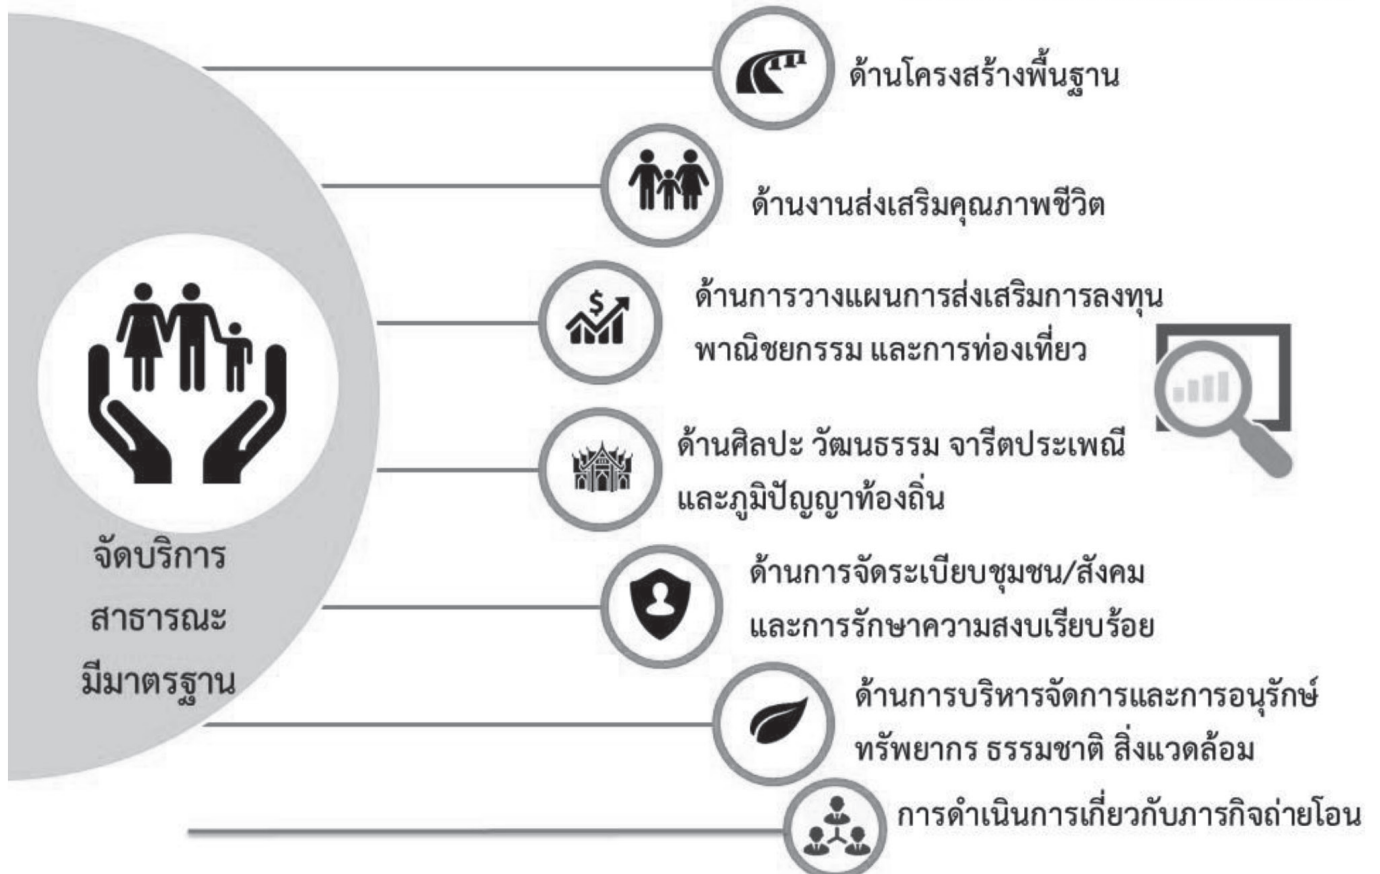 ด้านโครงสร้างพื้นฐาน
ด้านงานส่งเสริมคุณภาพชีวิต
ด้านการวางแผนการส่งเสริมการลงทุน
พาณิชยกรรม และการท่องเที่ยว
ด้านศิลปะ วัฒนธรรม จารีตประเพณี
และภูมิปัญญาท้องถิ่น
จัดบริการ
สาธารณะ
มีมาตรฐาน
ด้านการจัดระเบียบชุมชน/สังคม
และการรักษาความสงบเรียบร้อย
ด้านการบริหารจัดการและการอนุรักษ์
ทรัพยากร ธรรมชาติ สิ่งแวดล้อม
การดำเนินการเกี่ยวกับภารกิจถ่ายโอน